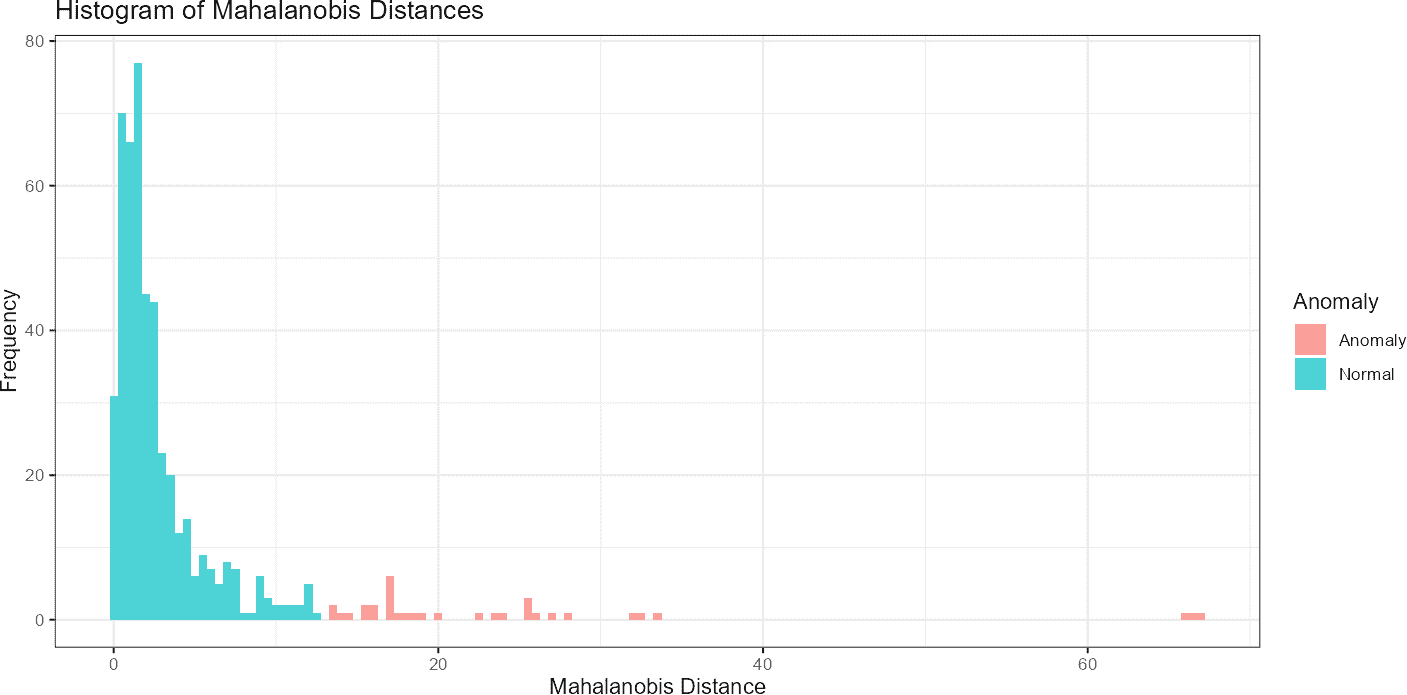 Histogram of Mahalanobis Distances
80
60
40
20
0
Frequency
0 20 40 60
Mahalanobis Distance
Anomaly
Anomaly
Normal